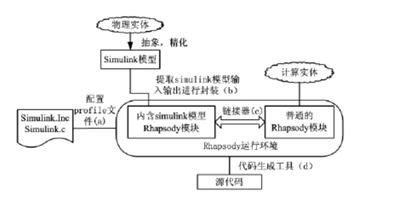 物理实体
抽象，精化
Simulink模型
计算实体
提取simulink模型输
入输出进行封装（b）
配置
profile文
件(a)
Simulink.Inc
Simulink.c
内含simulink模型
Rhapsody模块
链接器(c)
普通的
Rhapsody模块
Rhapsody运行环境
代码生成工具（d）
源代码